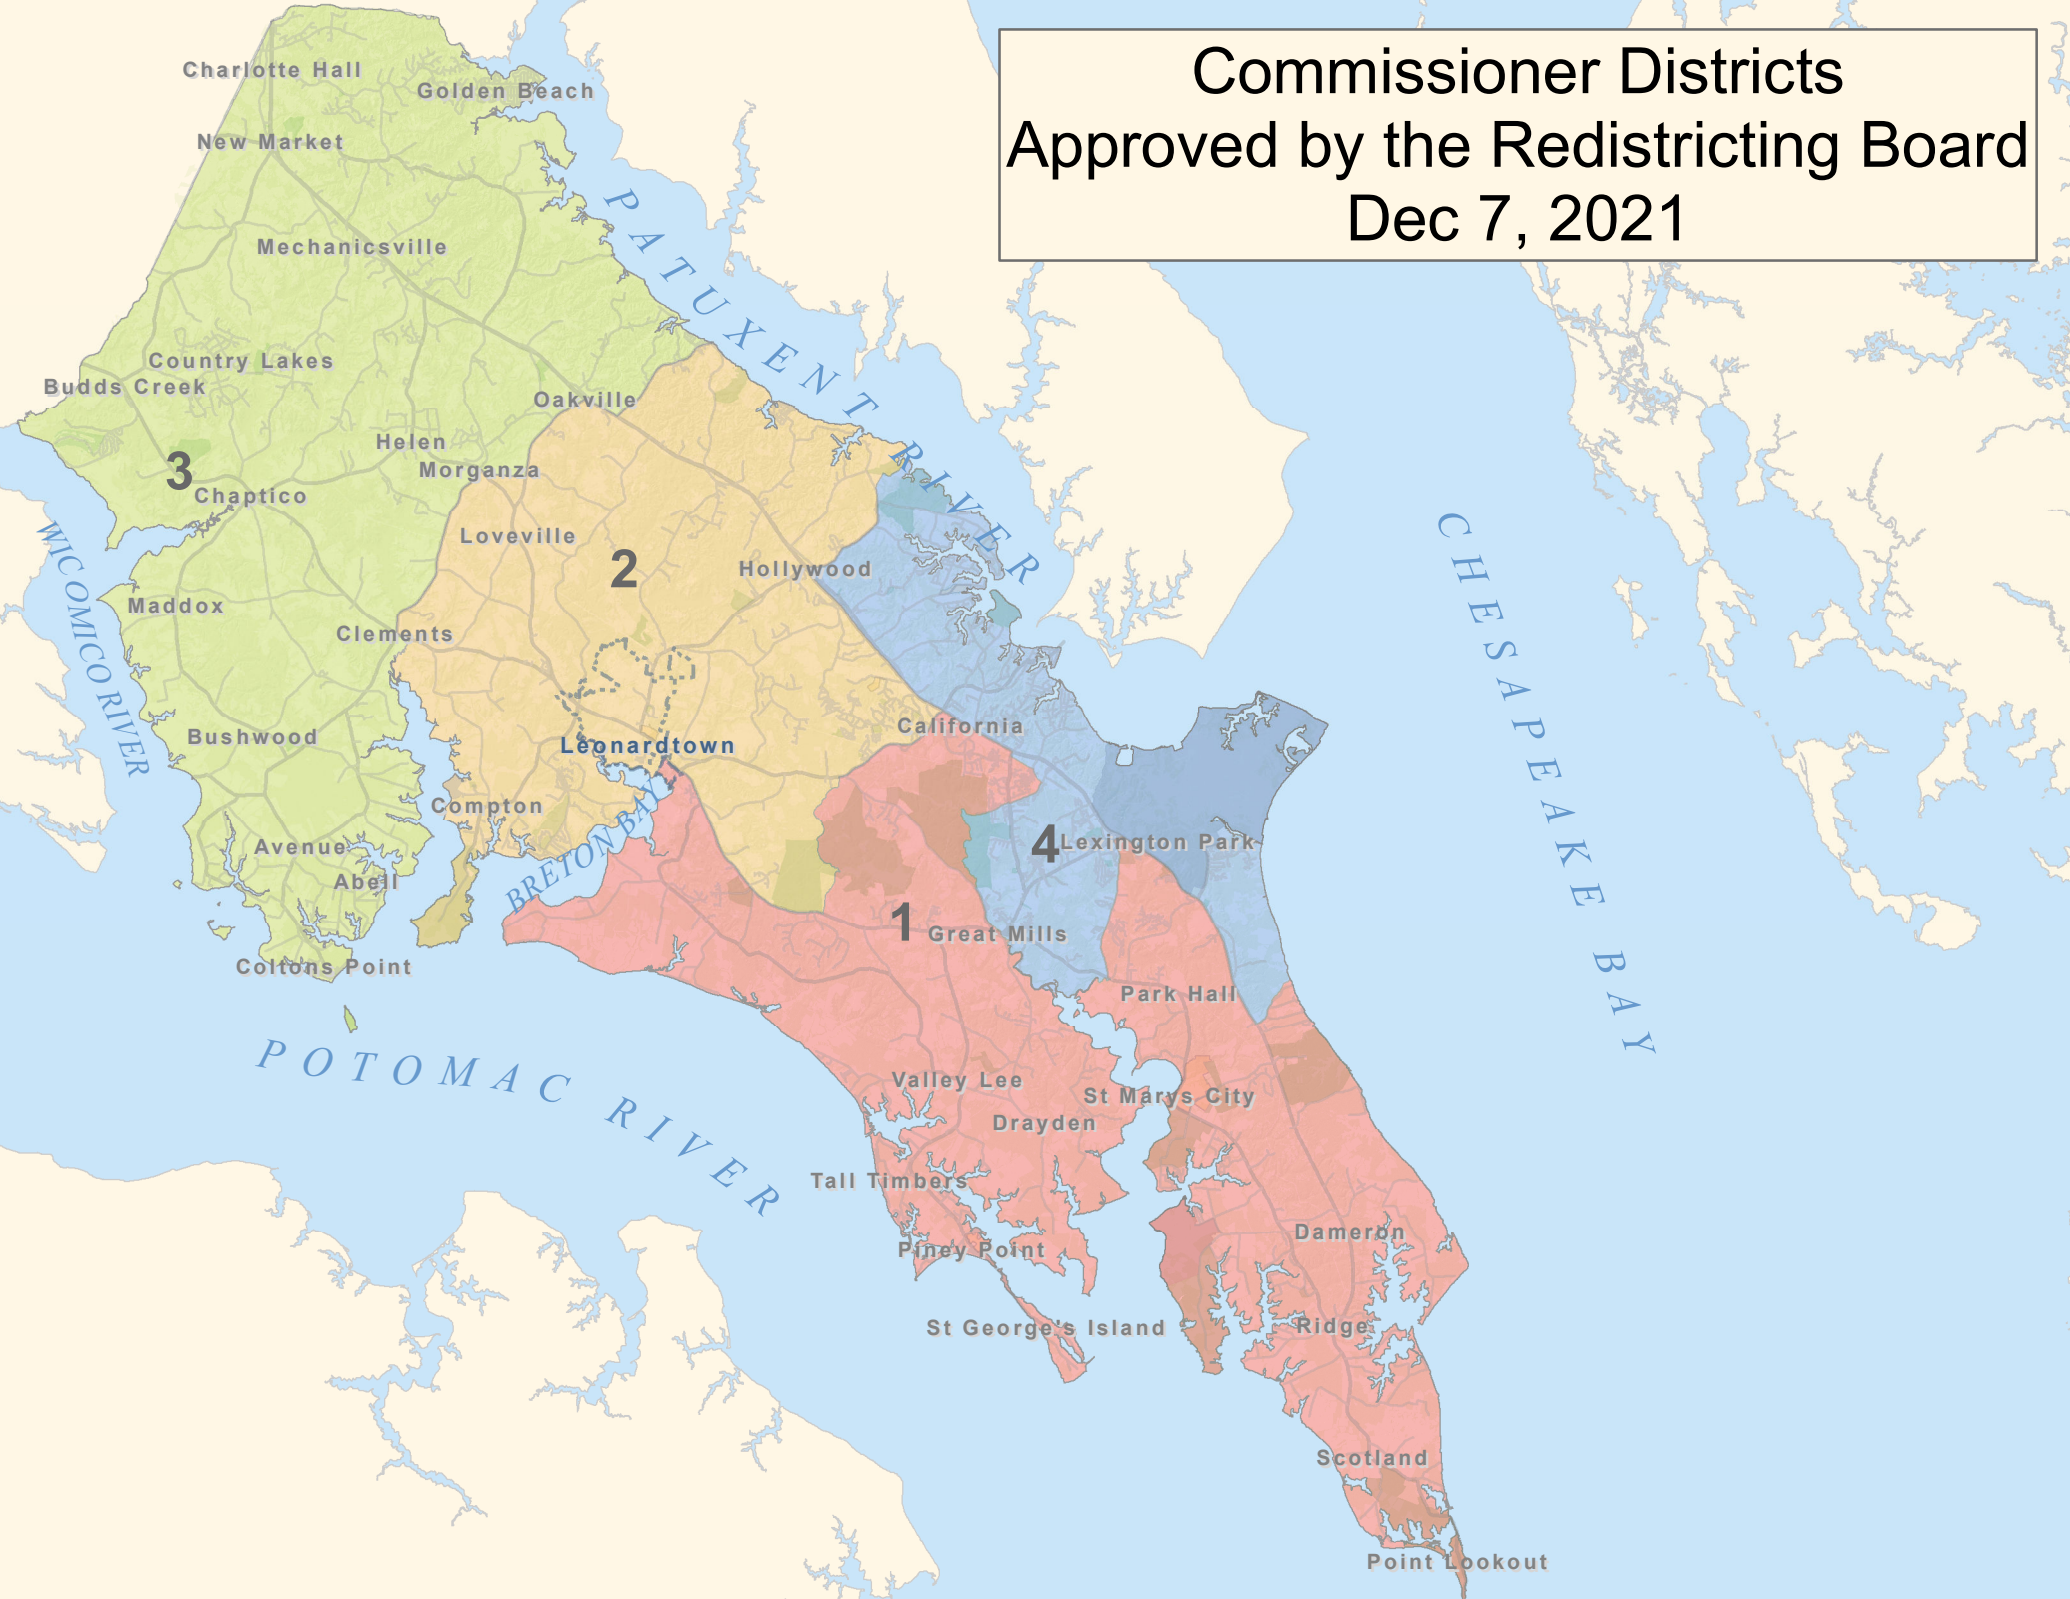 Commissioner Districts
Approved by the Redistricting Board
Dec 7, 2021
Charlotte Hall
Golden Beach
New Market
PATUXENT RIVER
Mechanicsville
Country Lakes
Budds Creek
Oakville
Helen
Morganza
3
Chaptico
WICOMICO RIVER
Loveville
2
Hollywood
CHESAPEAKE BAY
Maddox
Clements
California
Bushwood
Leonardtown
Compton
BRETON BAY
Avenue
4
Lexington Park
Abell
1
Great Mills
Coltons Point
Park Hall
POTOMAC RIVER
Valley Lee
St Marys City
Drayden
Tall Timbers
Dameron
Piney Point
St George's Island
Ridge
Scotland
Point Lookout